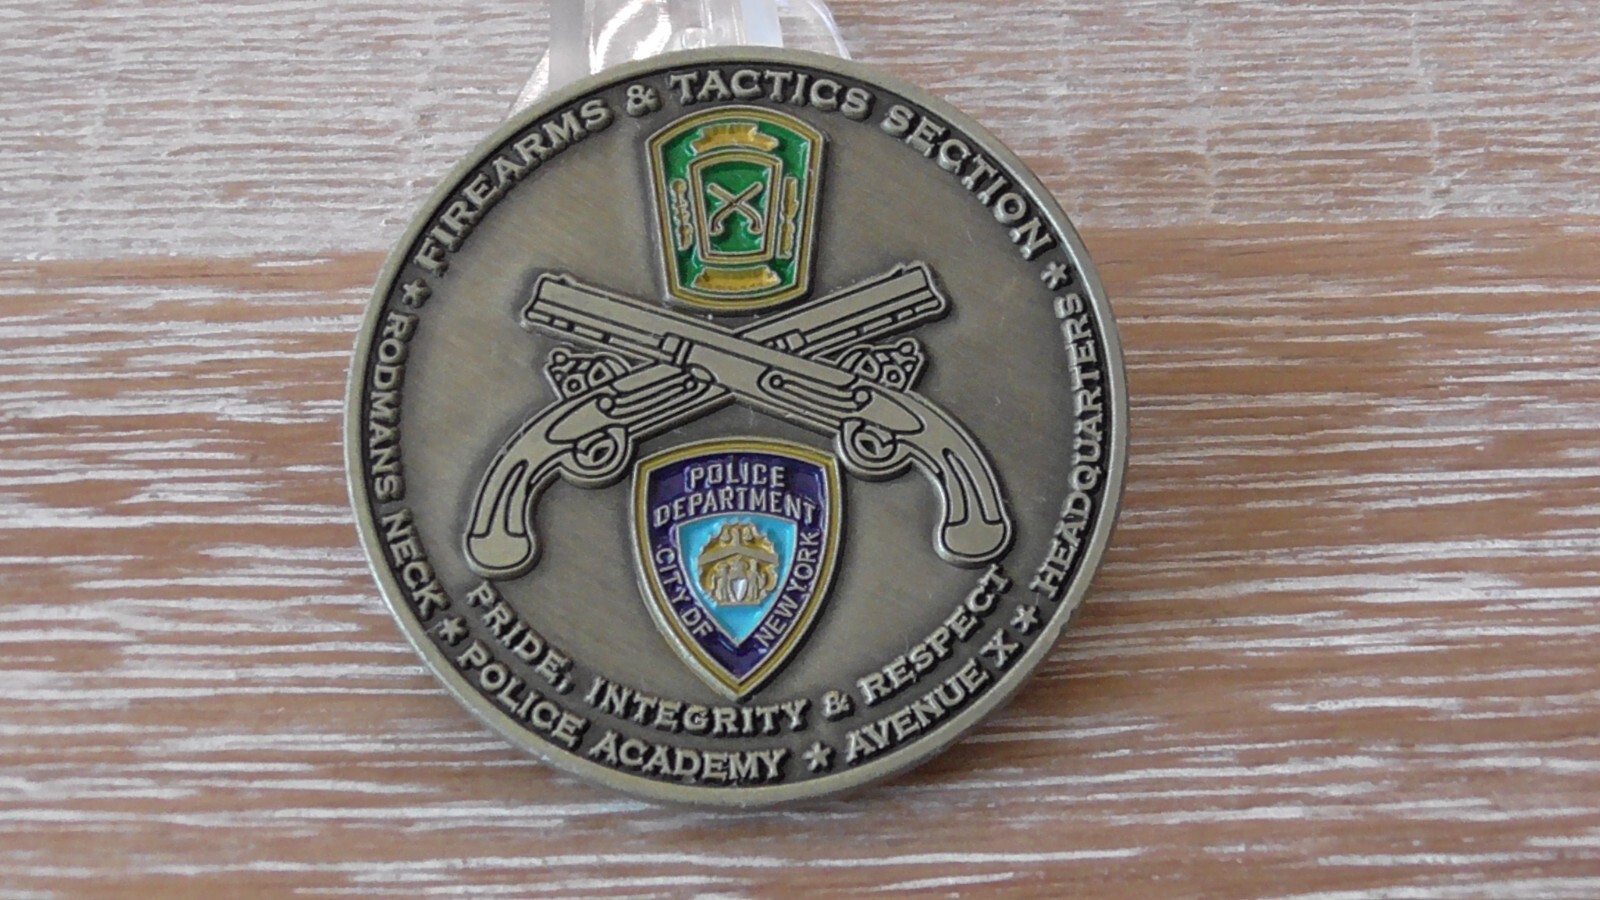 FIREARMS & TACTICS SECTION
RODMANS NECK * POLICE ACADEMY * AVENUE X * HEADQUARTERS
POLICE
DEPARTMENT
CITY OF
NEW YORK
PRIDE, INTEGRITY & RESPECT